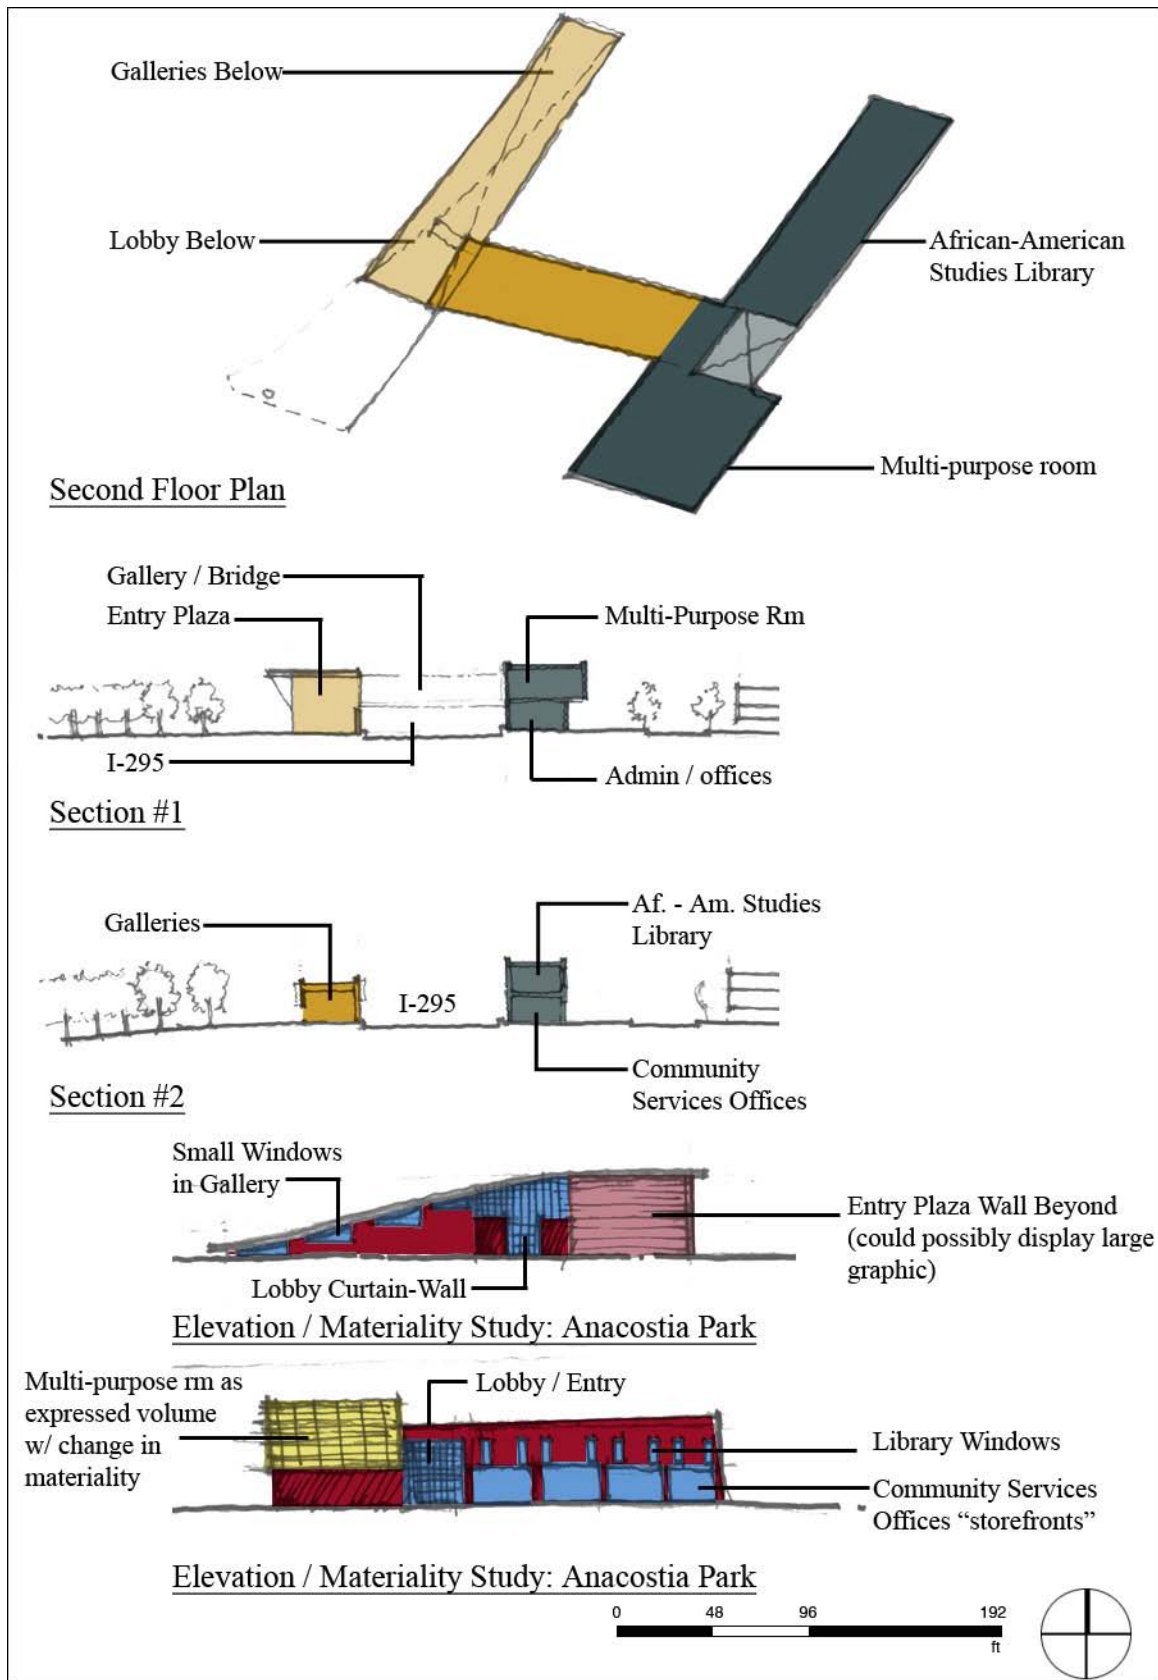 Galleries Below
Lobby Below
African-American
Studies Library
Multi-purpose room
Second Floor Plan
Gallery / Bridge
Entry Plaza
Multi-Purpose Rm
I-295
Admin / offices
Section #1
Galleries
Af. - Am. Studies
Library
I-295
Community
Services Offices
Section #2
Small Windows
in Gallery
Entry Plaza Wall Beyond
(could possibly display large
graphic)
Lobby Curtain-Wall
Elevation / Materiality Study: Anacostia Park
Multi-purpose rm as
expressed volume
w/ change in
materiality
Lobby / Entry
Library Windows
Community Services
Offices “storefronts”
Elevation / Materiality Study: Anacostia Park
0 48 96 192
ft